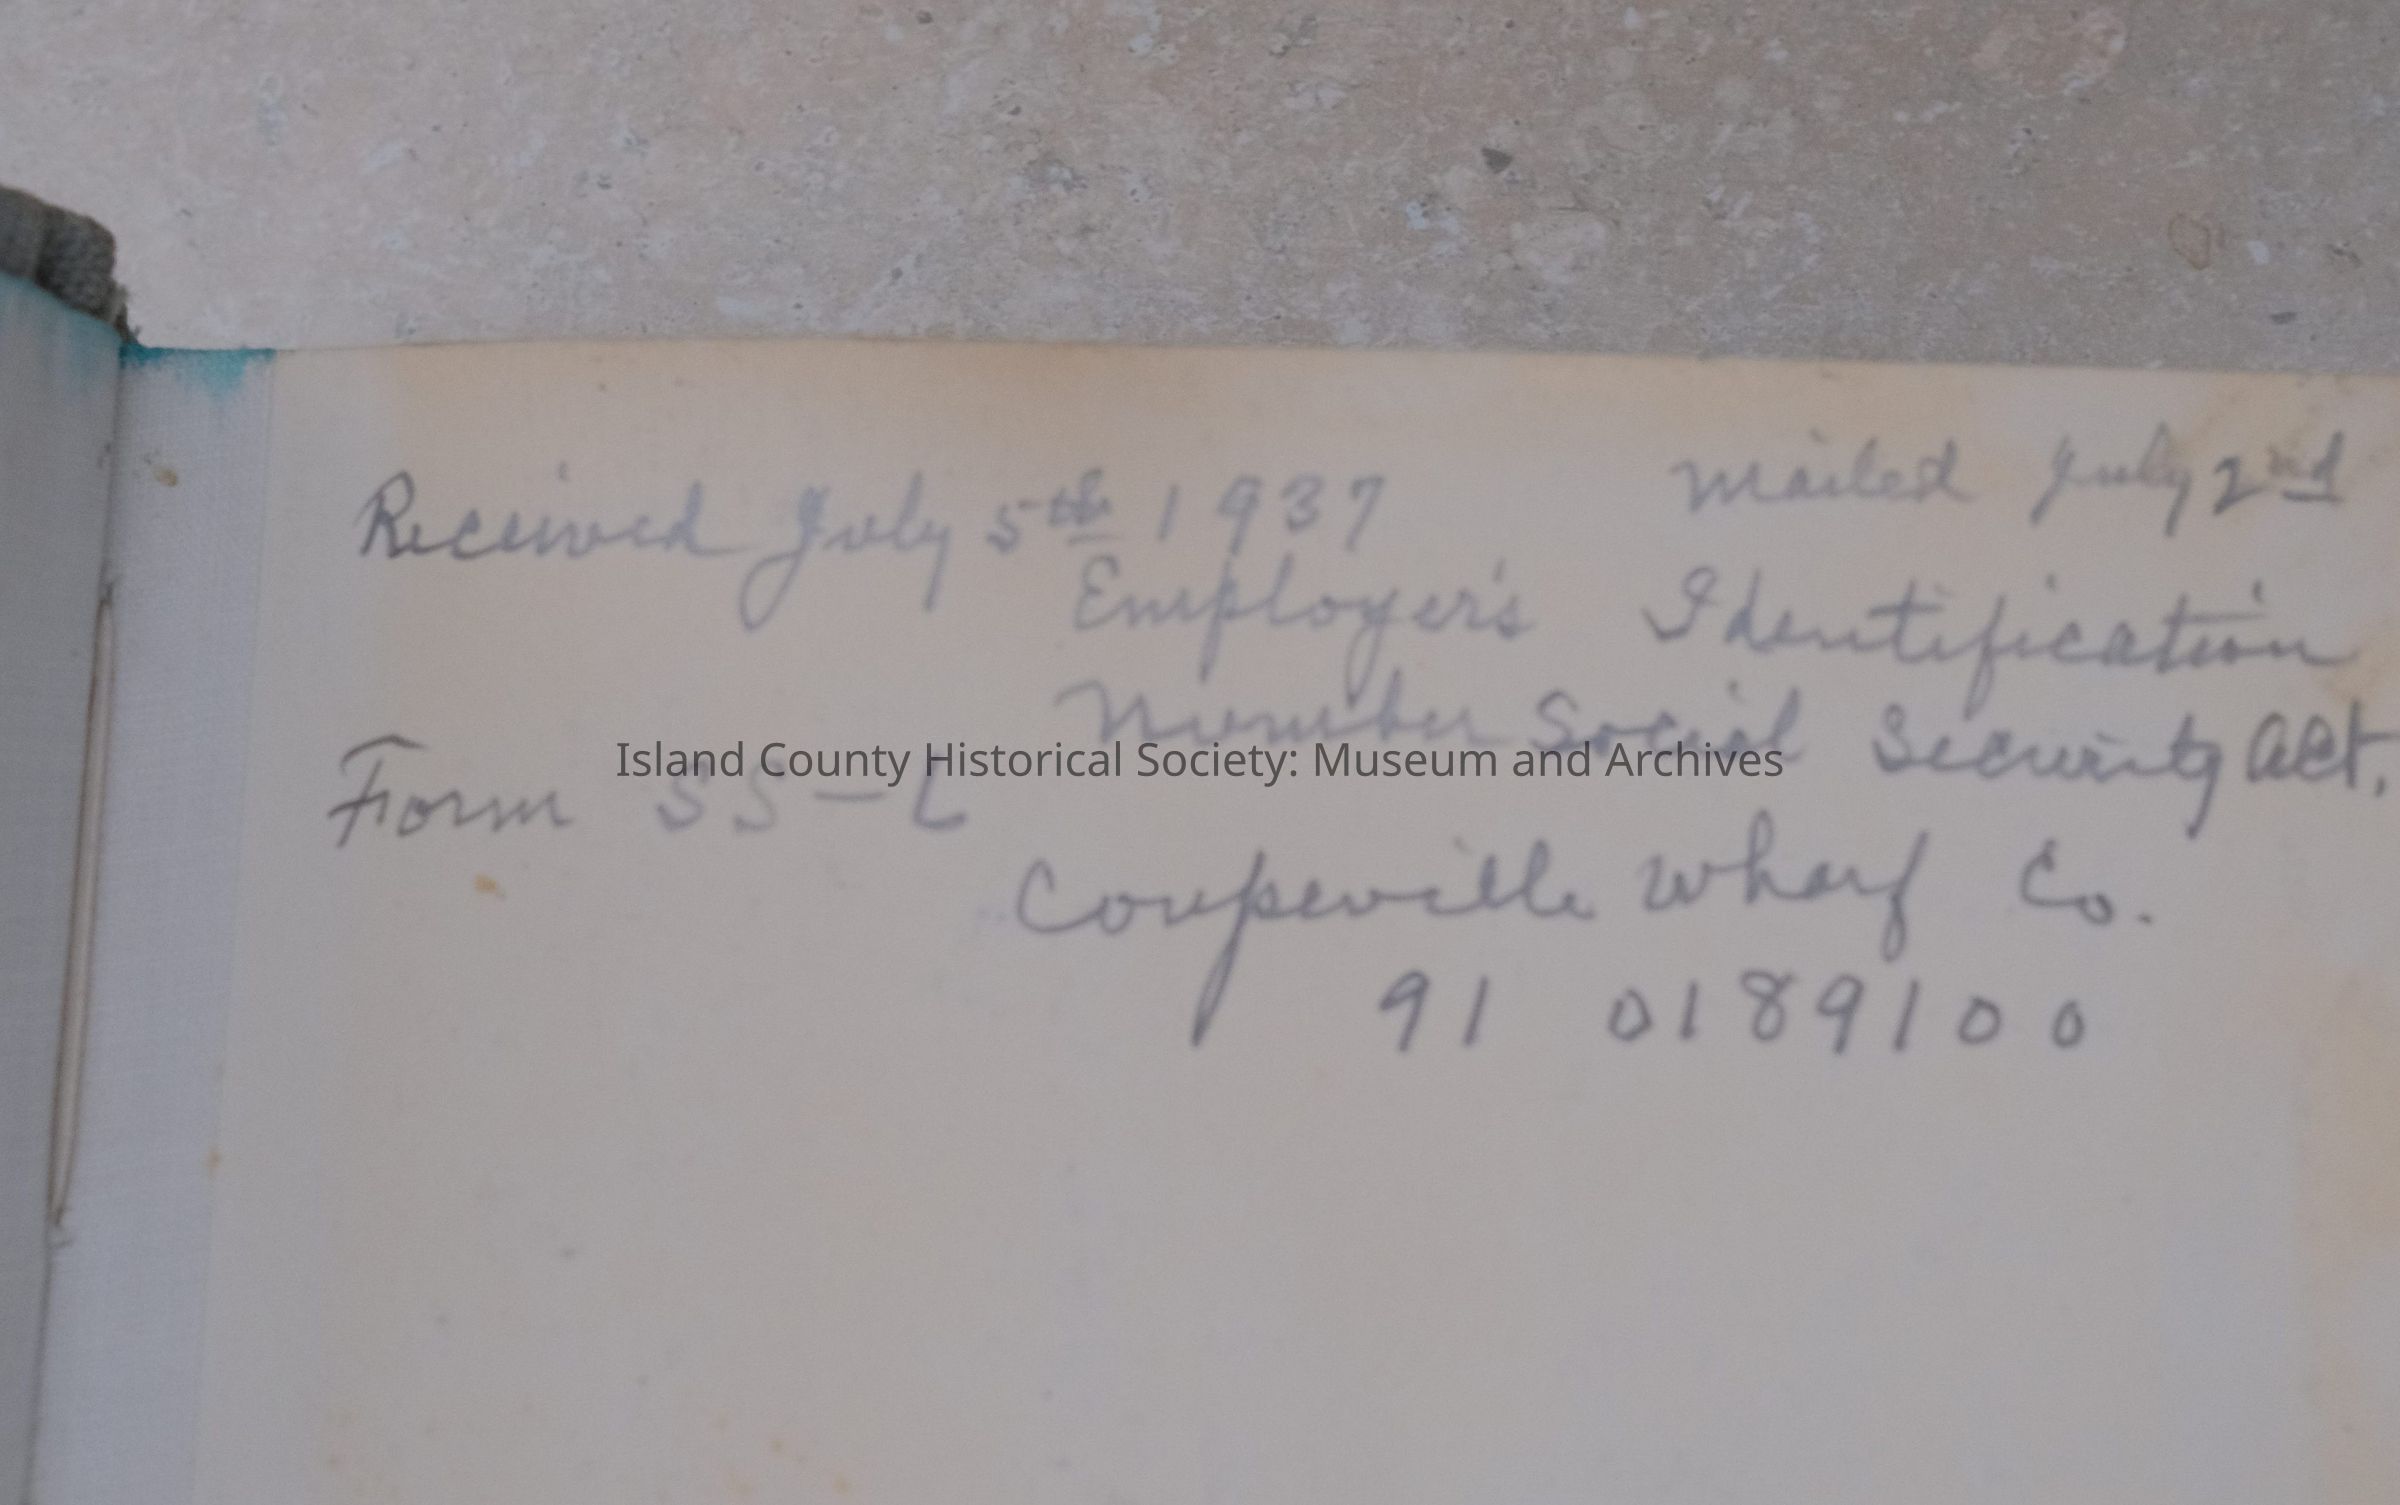 Received July 5th 1937 Mailed July 2nd
Employer's Identification
Number Social Security Act.
Island County Historical Society: Museum and Archives
Form SS-L
Coupeville Wharf Co.
91 0189100